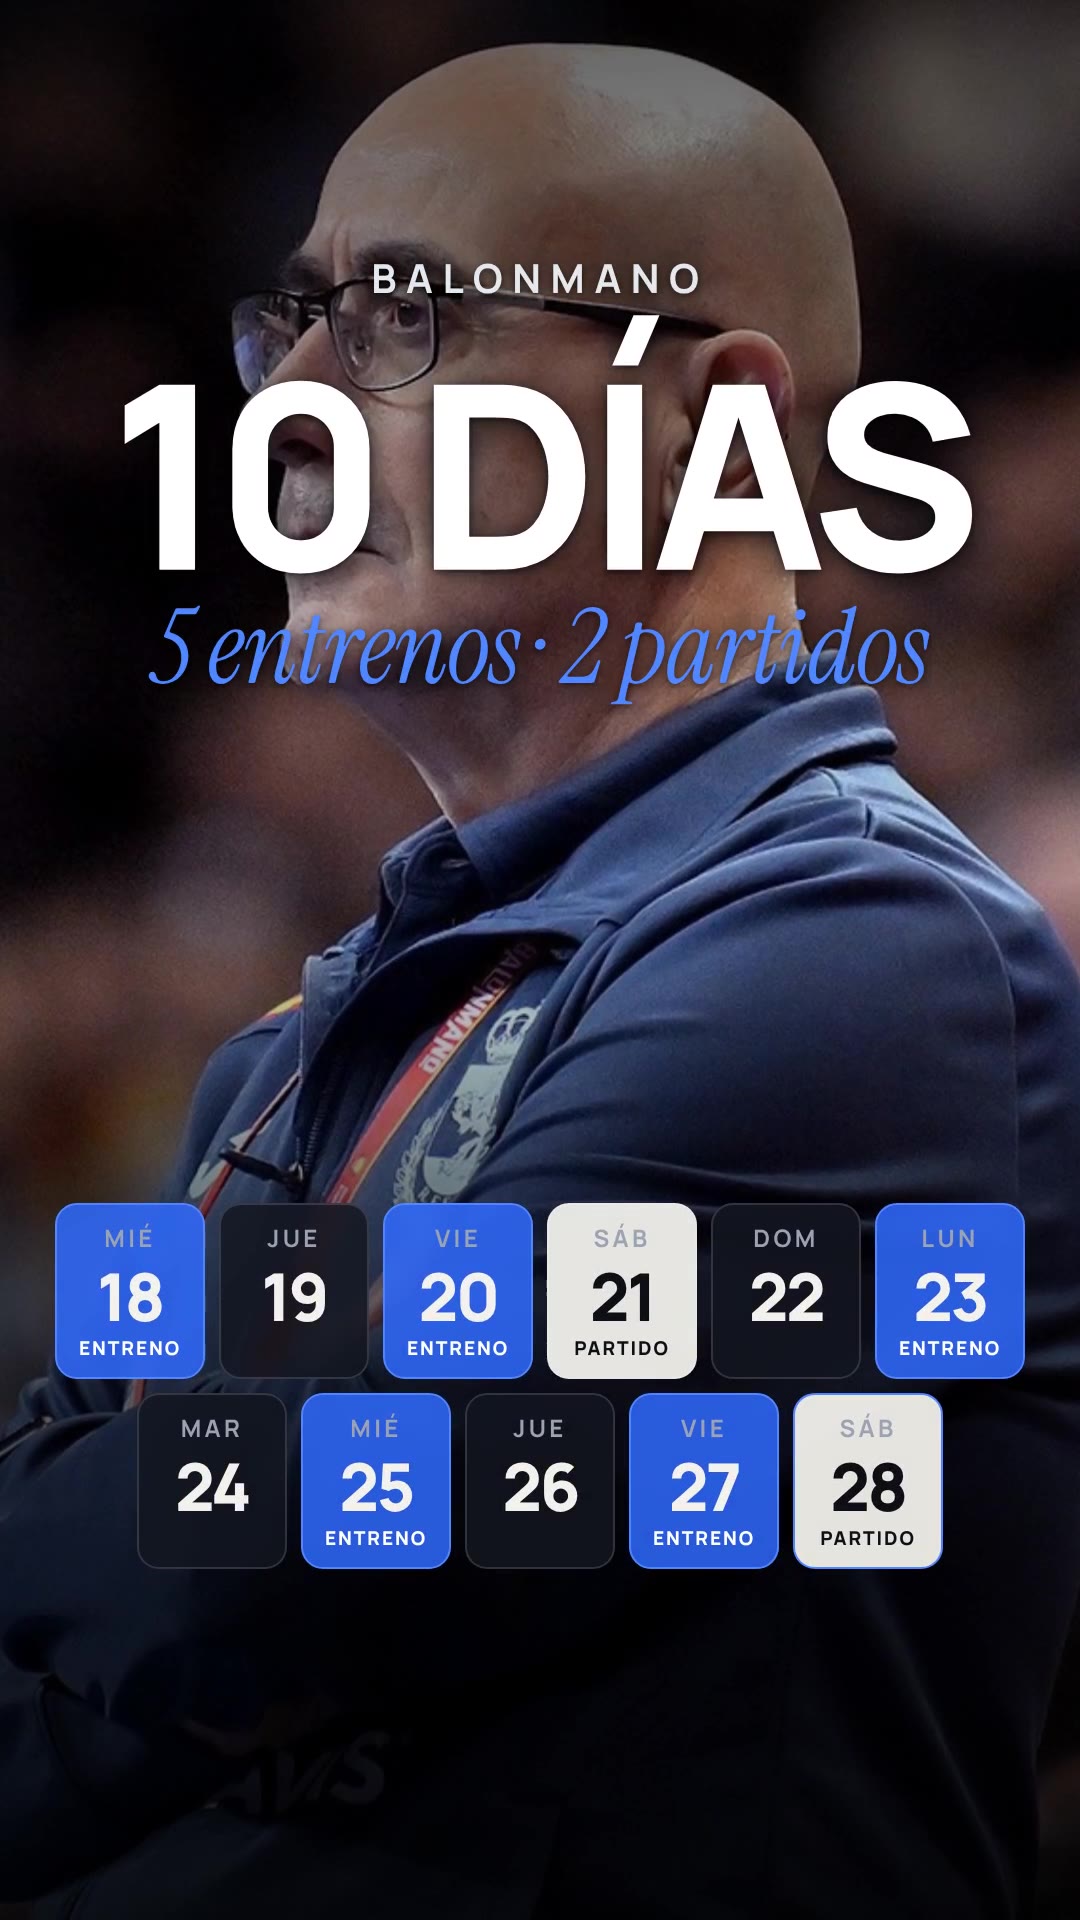 BALONMANO
10 DÍAS
5 entrenos · 2 partidos
BALONMANO
MIÉ JUE VIE SÁB DOM LUN
18 19 20 21 22 23
ENTRENO ENTRENO PARTIDO ENTRENO
MAR MIÉ JUE VIE SÁB
24 25 26 27 28
ENTRENO ENTRENO PARTIDO